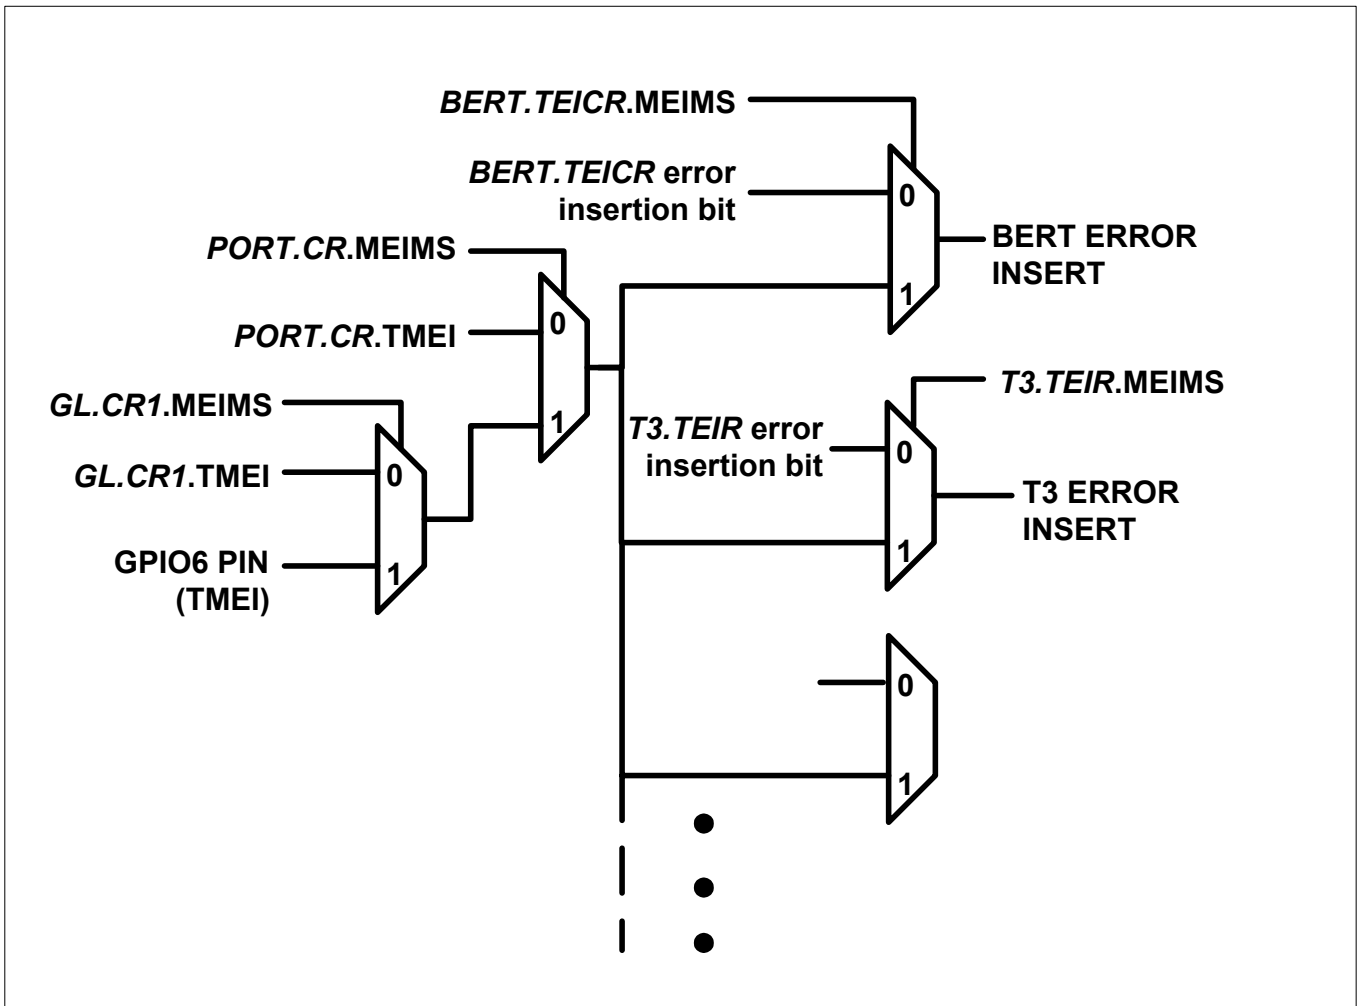 BERT.TEICR.MEIMS
BERT.TEICR error
insertion bit
0
1
BERT ERROR
INSERT
PORT.CR.MEIMS
PORT.CR.TMEI
0
1
GL.CR1.MEIMS
GL.CR1.TMEI
GPIO6 PIN
(TMEI)
0
1
T3.TEIR.MEIMS
T3.TEIR error
insertion bit
0
1
T3 ERROR
INSERT
0
1